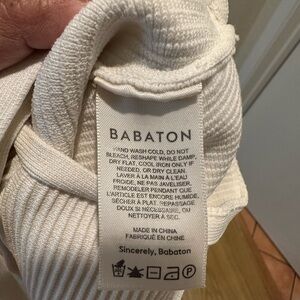 BABATON
HAND WASH COLD, DO NOT
BLEACH, RESHAPE WHILE DAMP,
DRY FLAT, COOL IRON ONLY IF
NEEDED, OR DRY CLEAN.
LAVER À LA MAIN À L'EAU
FROIDE, NE PAS JAVELISER,
REMODELER PENDANT QUE
L'ARTICLE EST ENCORE HUMIDE,
SÉCHER À PLAT, REPASSAGE
DOUX SI NÉCESSAIRE, OU
NETTOYER À SEC.
MADE IN CHINA
FABRIQUÉ EN CHINE
Sincerely, Babaton